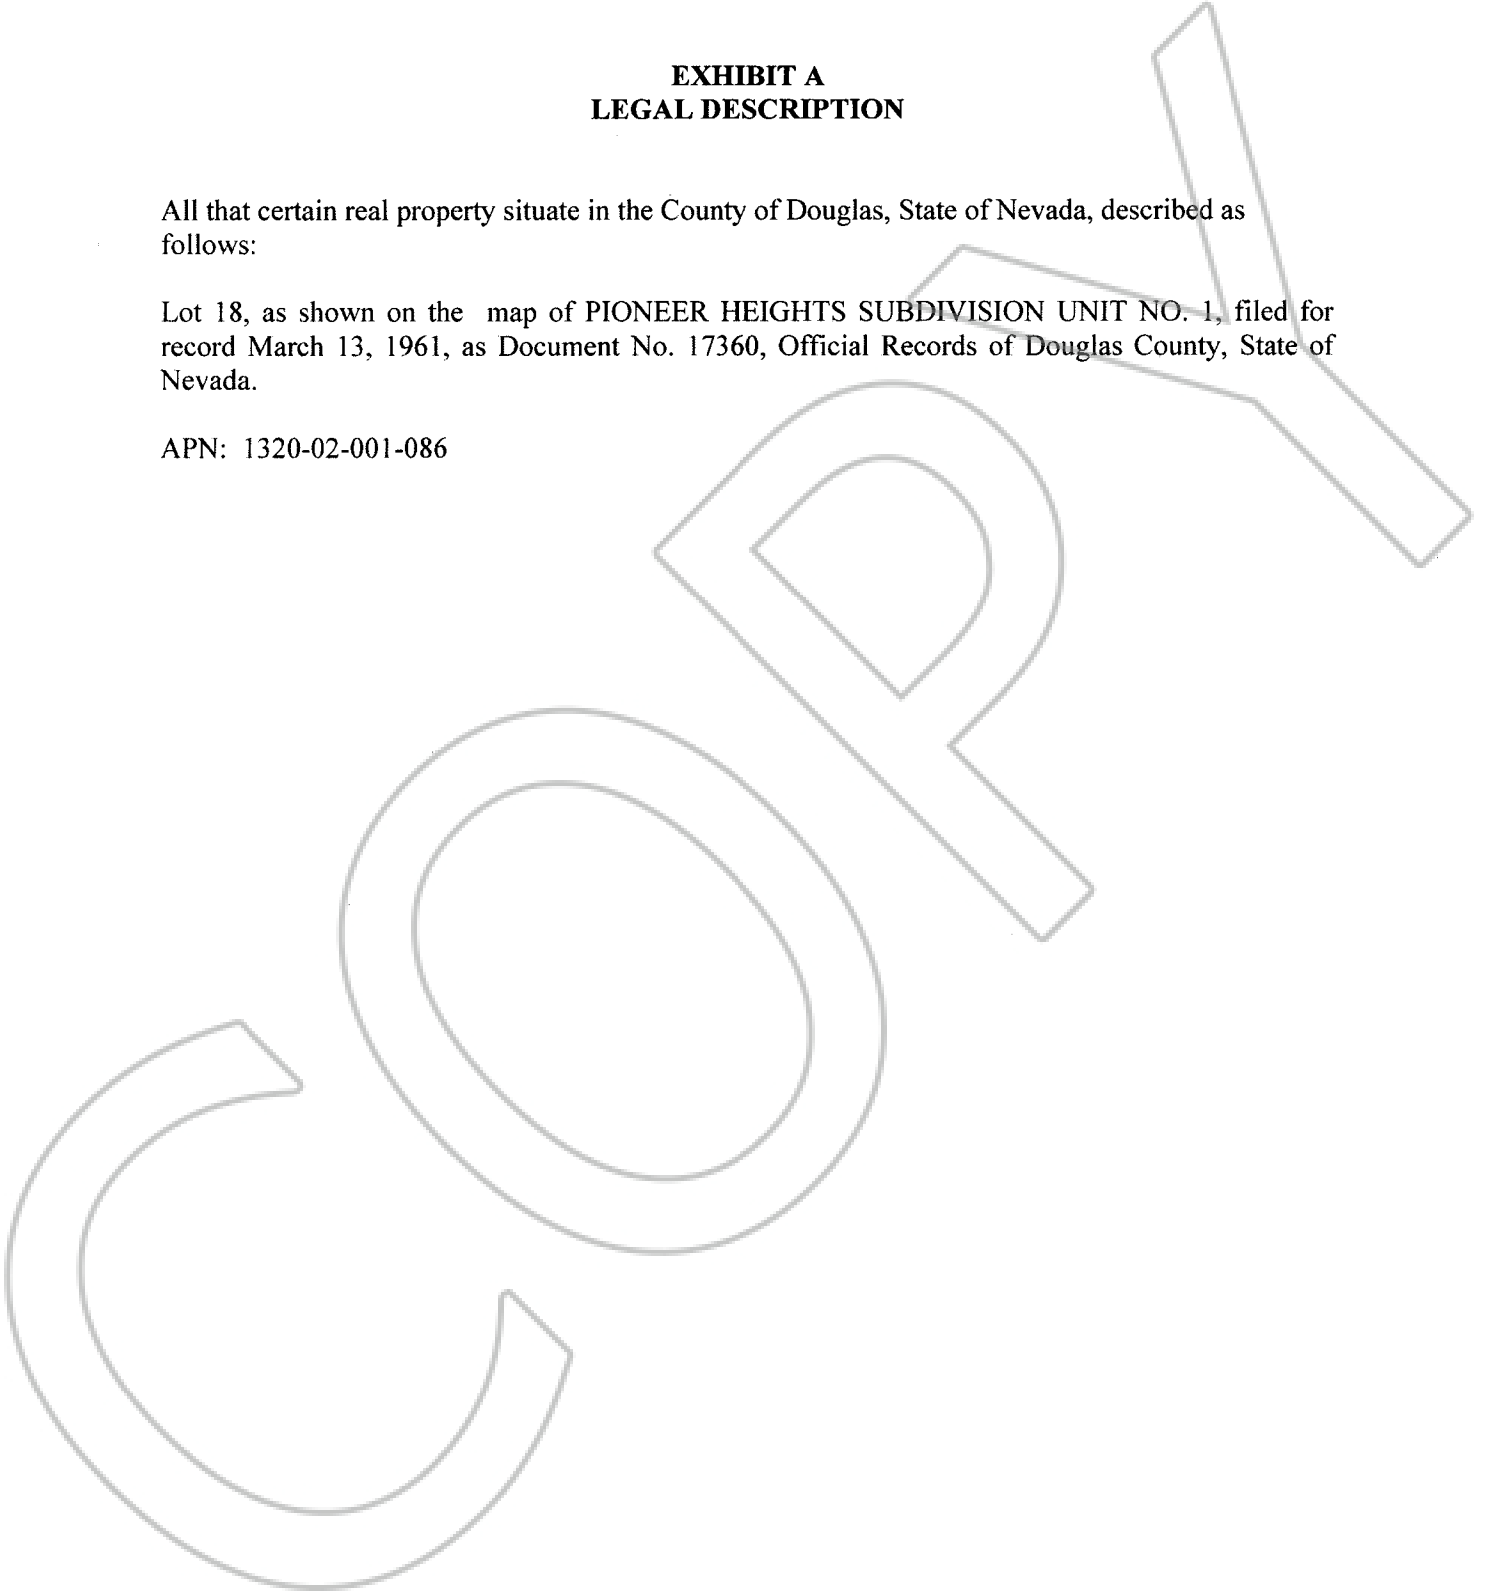 EXHIBIT A
LEGAL DESCRIPTION
All that certain real property situate in the County of Douglas, State of Nevada, described as
follows:
Lot 18, as shown on the map of PIONEER HEIGHTS SUBDIVISION UNIT NO. 1, filed for
record March 13, 1961, as Document No. 17360, Official Records of Douglas County, State of
Nevada.
APN: 1320-02-001-086
COPY